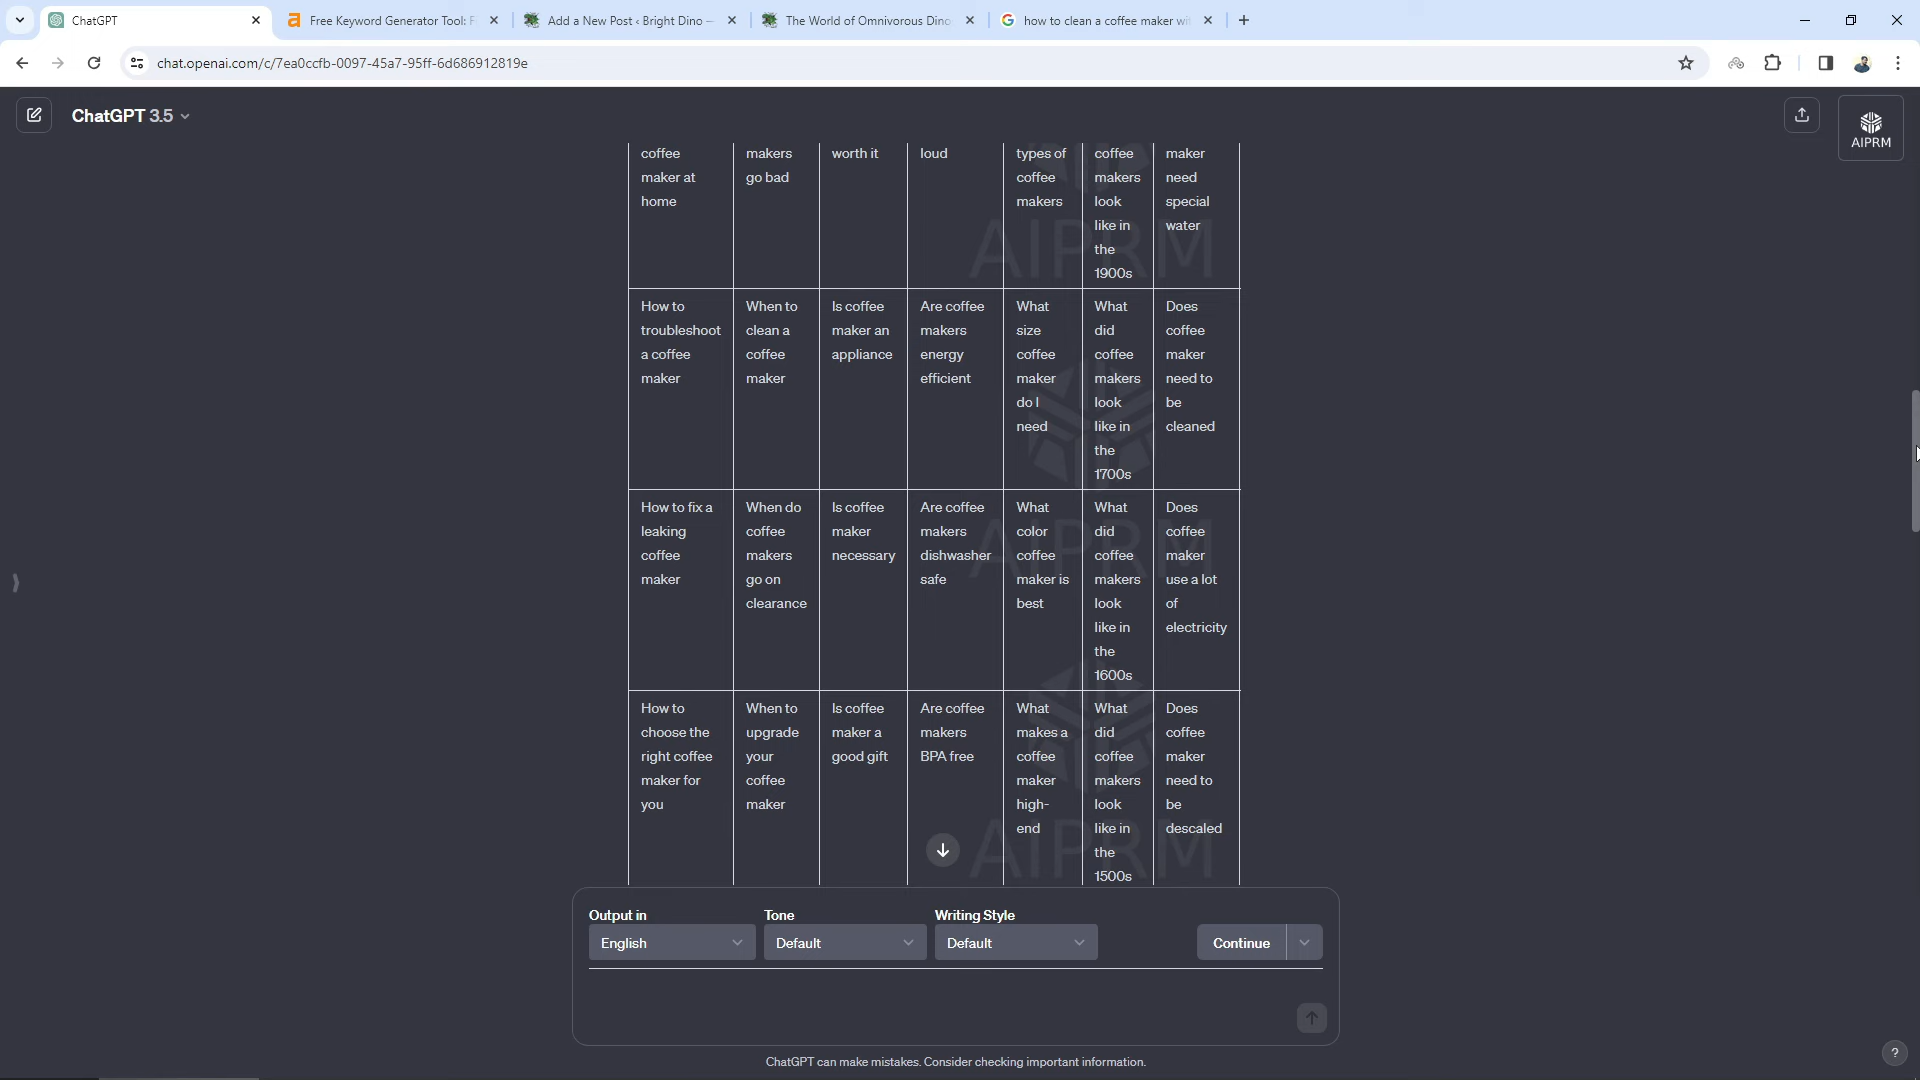 ChatGPT
Free Keyword Generator Tool: F
Add a New Post ‹ Bright Dino —
The World of Omnivorous Dino
how to clean a coffee maker wi
chat.openai.com/c/7ea0ccfb-0097-45a7-95ff-6d686912819e
ChatGPT 3.5
AIPRM
coffee
maker at
home
makers
go bad
worth it
loud
types of
coffee
makers
coffee
makers
look
like in
the
1900s
maker
need
special
water
How to
troubleshoot
a coffee
maker
When to
clean a
coffee
maker
Is coffee
maker an
appliance
Are coffee
makers
energy
efficient
What
size
coffee
maker
do I
need
What
did
coffee
makers
look
like in
the
1700s
Does
coffee
maker
need to
be
cleaned
How to fix a
leaking
coffee
maker
When do
coffee
makers
go on
clearance
Is coffee
maker
necessary
Are coffee
makers
dishwasher
safe
What
color
coffee
maker is
best
What
did
coffee
makers
look
like in
the
1600s
Does
coffee
maker
use a lot
of
electricity
How to
choose the
right coffee
maker for
you
When to
upgrade
your
coffee
maker
Is coffee
maker a
good gift
Are coffee
makers
BPA free
What
makes a
coffee
maker
high-
end
What
did
coffee
makers
look
like in
the
1500s
Does
coffee
maker
need to
be
descaled
AIPRM
AIPRM
AIPRM
Output in
Tone
Writing Style
English
Default
Default
Continue
ChatGPT can make mistakes. Consider checking important information.
?